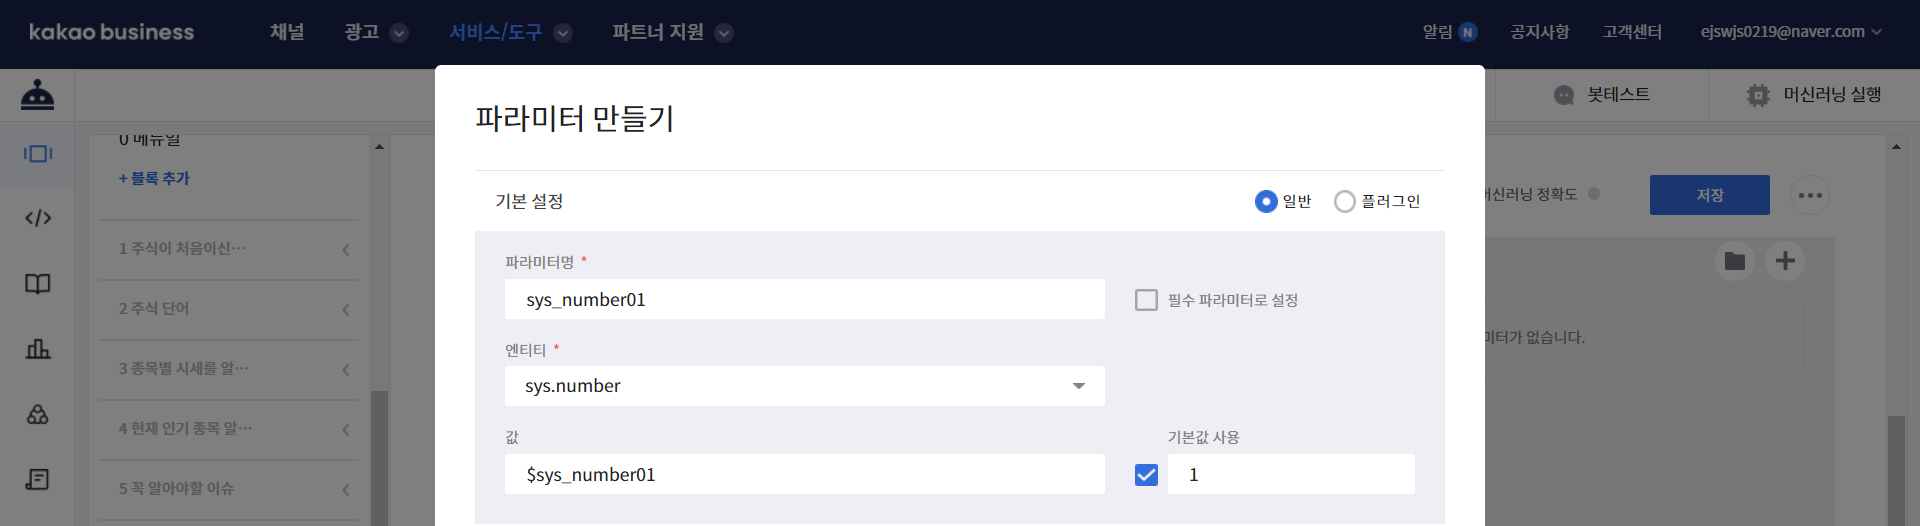 kakao business 채널 광고 서비스/도구 파트너 지원 알림 N 공지사항 고객센터 ejswjs0219@naver.com
봇테스트 머신러닝 실행
파라미터 만들기
0 메뉴얼
+ 블록 추가
저장
머신러닝 정확도
기본 설정 일반 플러그인
1 주식이 처음이신…
파라미터명 *
sys_number01 필수 파라미터로 설정
2 주식 단어
미터가 없습니다.
엔티티 *
sys.number
3 종목별 시세를 알…
4 현재 인기 종목 알…
값 기본값 사용
$sys_number01 1
5 꼭 알아야할 이슈